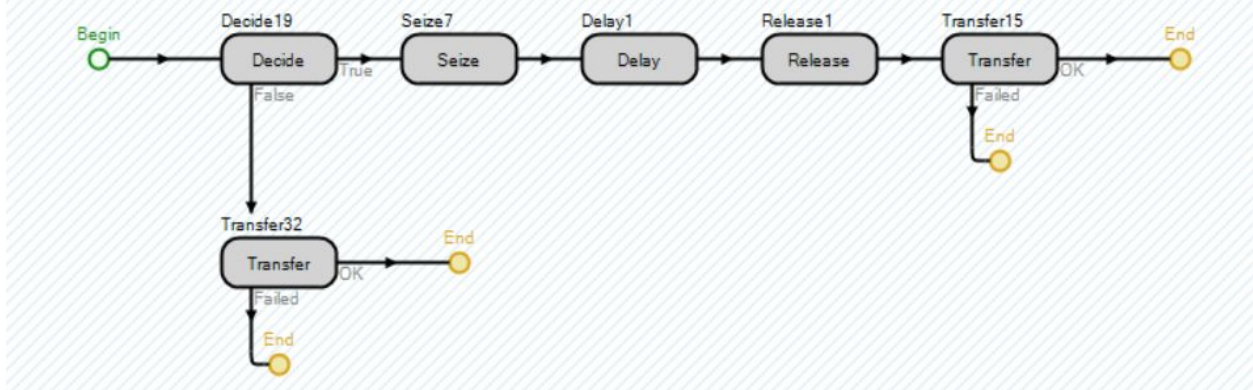 Begin
Decide19
Decide
True
False
Seize7
Seize
Delay1
Delay
Release1
Release
Transfer15
Transfer
OK
Failed
End
End
Transfer32
Transfer
OK
Failed
End
End